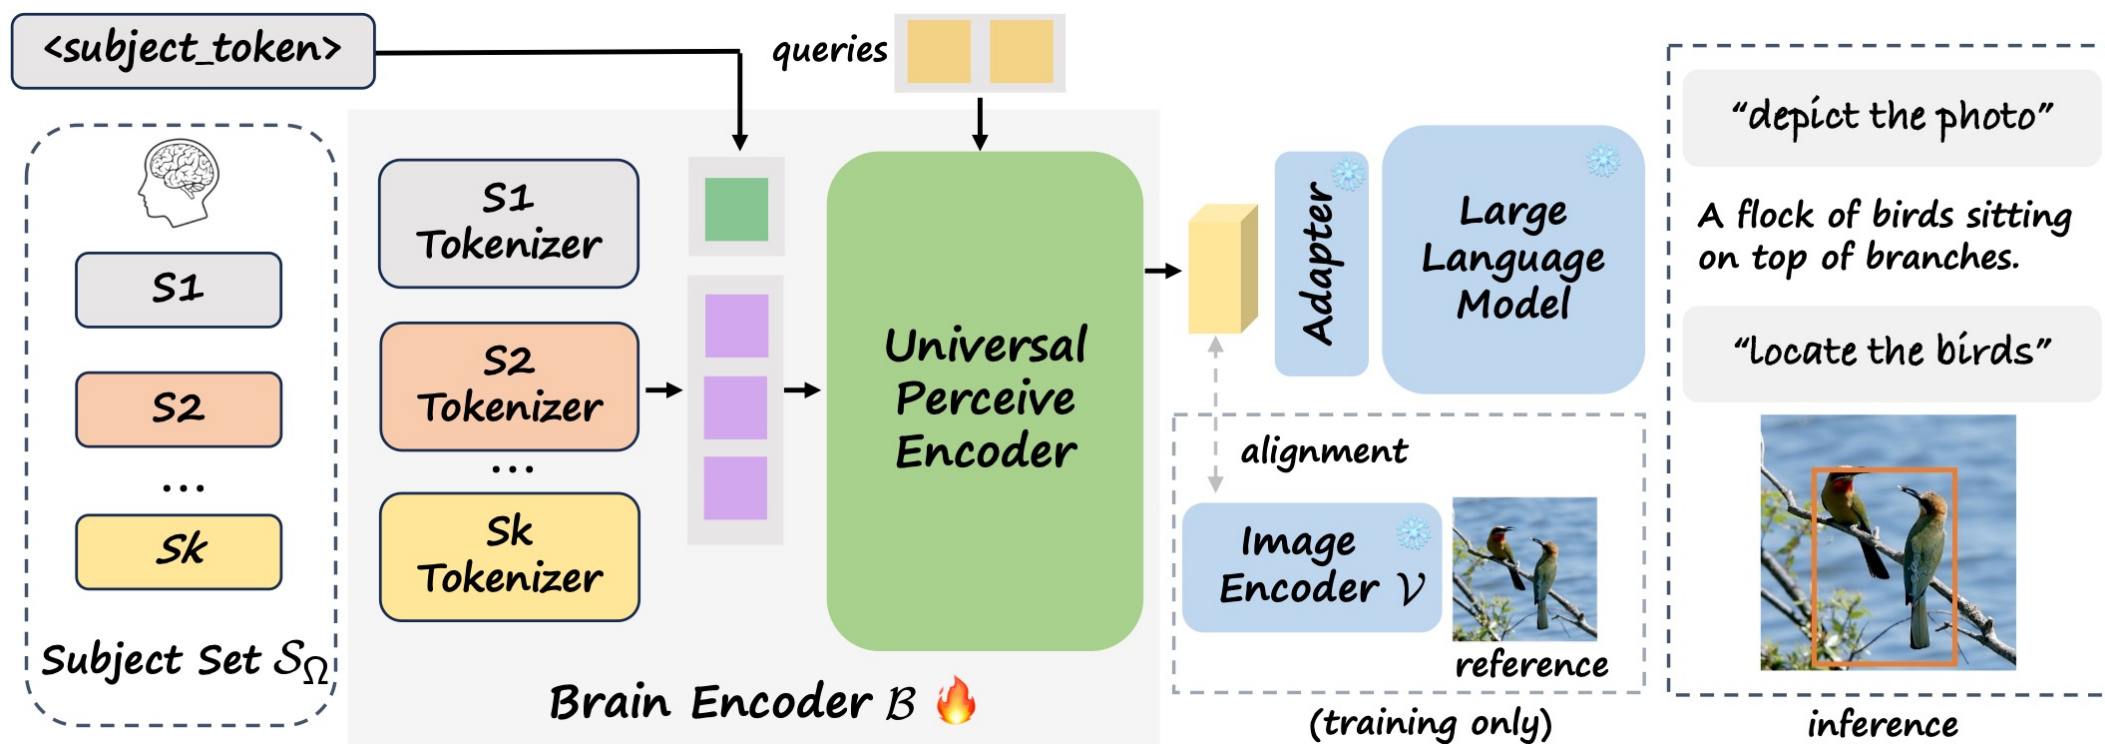 <subject_token>
queries
S1
S2
...
Sk
Subject Set 𝒮_Ω
S1
Tokenizer
S2
Tokenizer
...
Sk
Tokenizer
Universal
Perceive
Encoder
Brain Encoder ℬ
Adapter
Large
Language
Model
alignment
Image
Encoder 𝒱
reference
(training only)
“depict the photo”
A flock of birds sitting
on top of branches.
“locate the birds”
inference